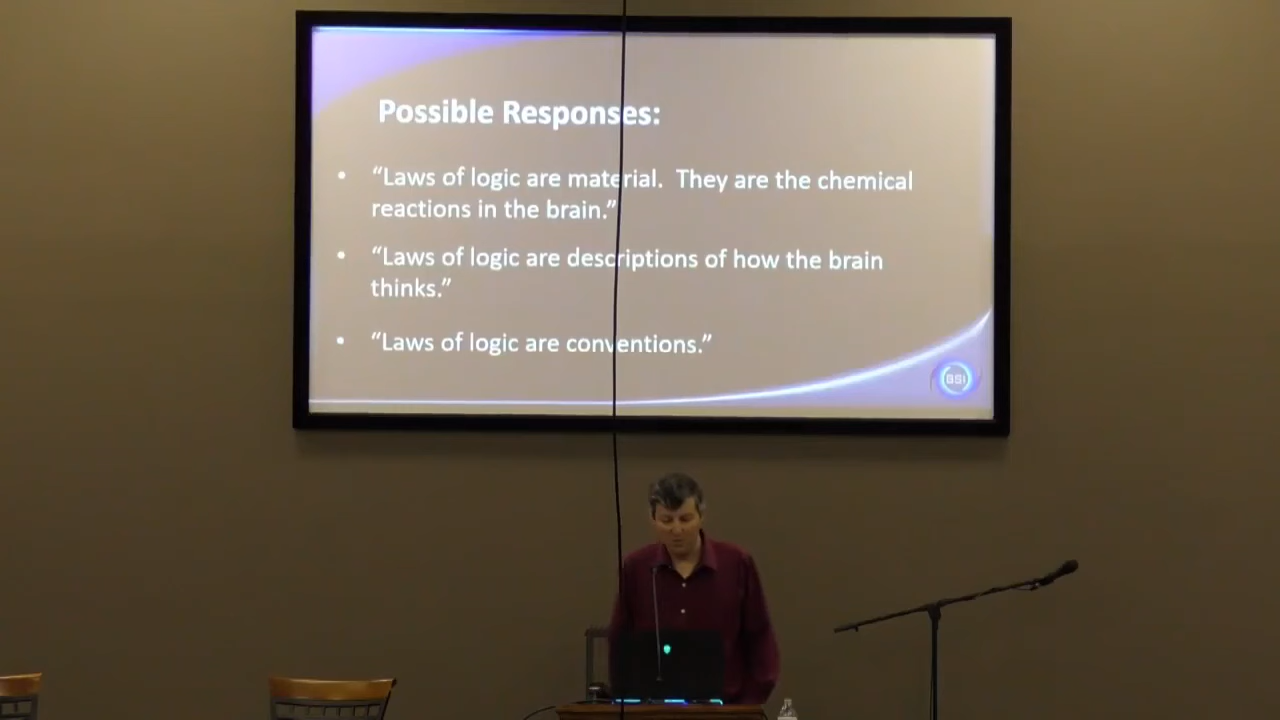 Possible Responses:
• “Laws of logic are material.  They are the chemical
reactions in the brain.”
• “Laws of logic are descriptions of how the brain
thinks.”
• “Laws of logic are conventions.”
BSI